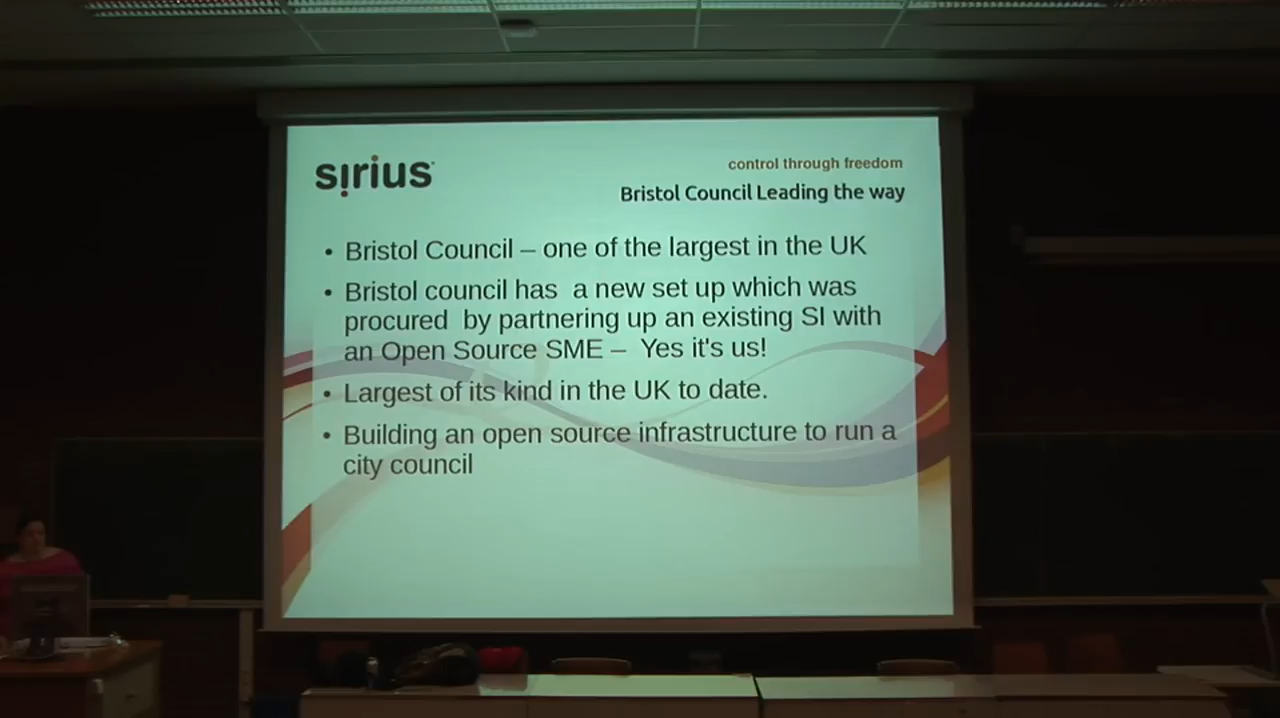 sirius
control through freedom
Bristol Council Leading the way
• Bristol Council – one of the largest in the UK
• Bristol council has  a new set up which was
procured  by partnering up an existing SI with
an Open Source SME –  Yes it's us!
• Largest of its kind in the UK to date.
• Building an open source infrastructure to run a
city council